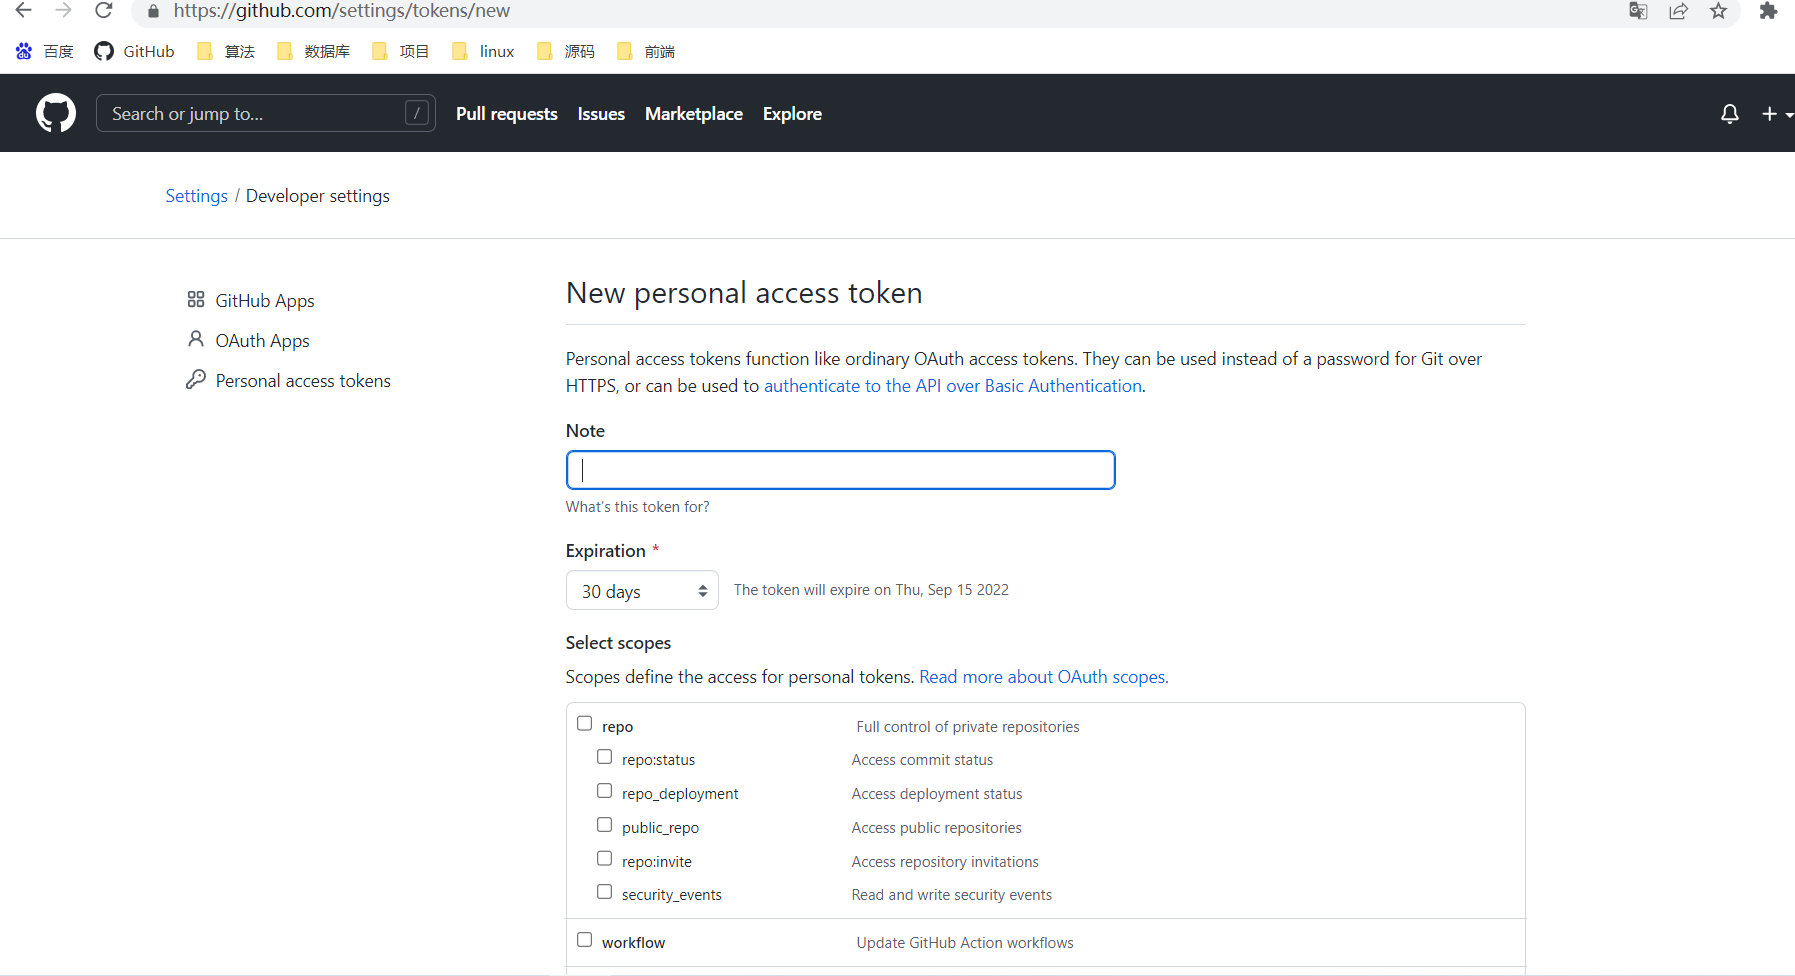 https://github.com/settings/tokens/new
百度 GitHub 算法 数据库 项目 linux 源码 前端
Search or jump to... / Pull requests Issues Marketplace Explore
Settings / Developer settings
GitHub Apps
OAuth Apps
Personal access tokens
New personal access token
Personal access tokens function like ordinary OAuth access tokens. They can be used instead of a password for Git over
HTTPS, or can be used to authenticate to the API over Basic Authentication.
Note
What's this token for?
Expiration *
30 days The token will expire on Thu, Sep 15 2022
Select scopes
Scopes define the access for personal tokens. Read more about OAuth scopes.
repo Full control of private repositories
repo:status Access commit status
repo_deployment Access deployment status
public_repo Access public repositories
repo:invite Access repository invitations
security_events Read and write security events
workflow Update GitHub Action workflows